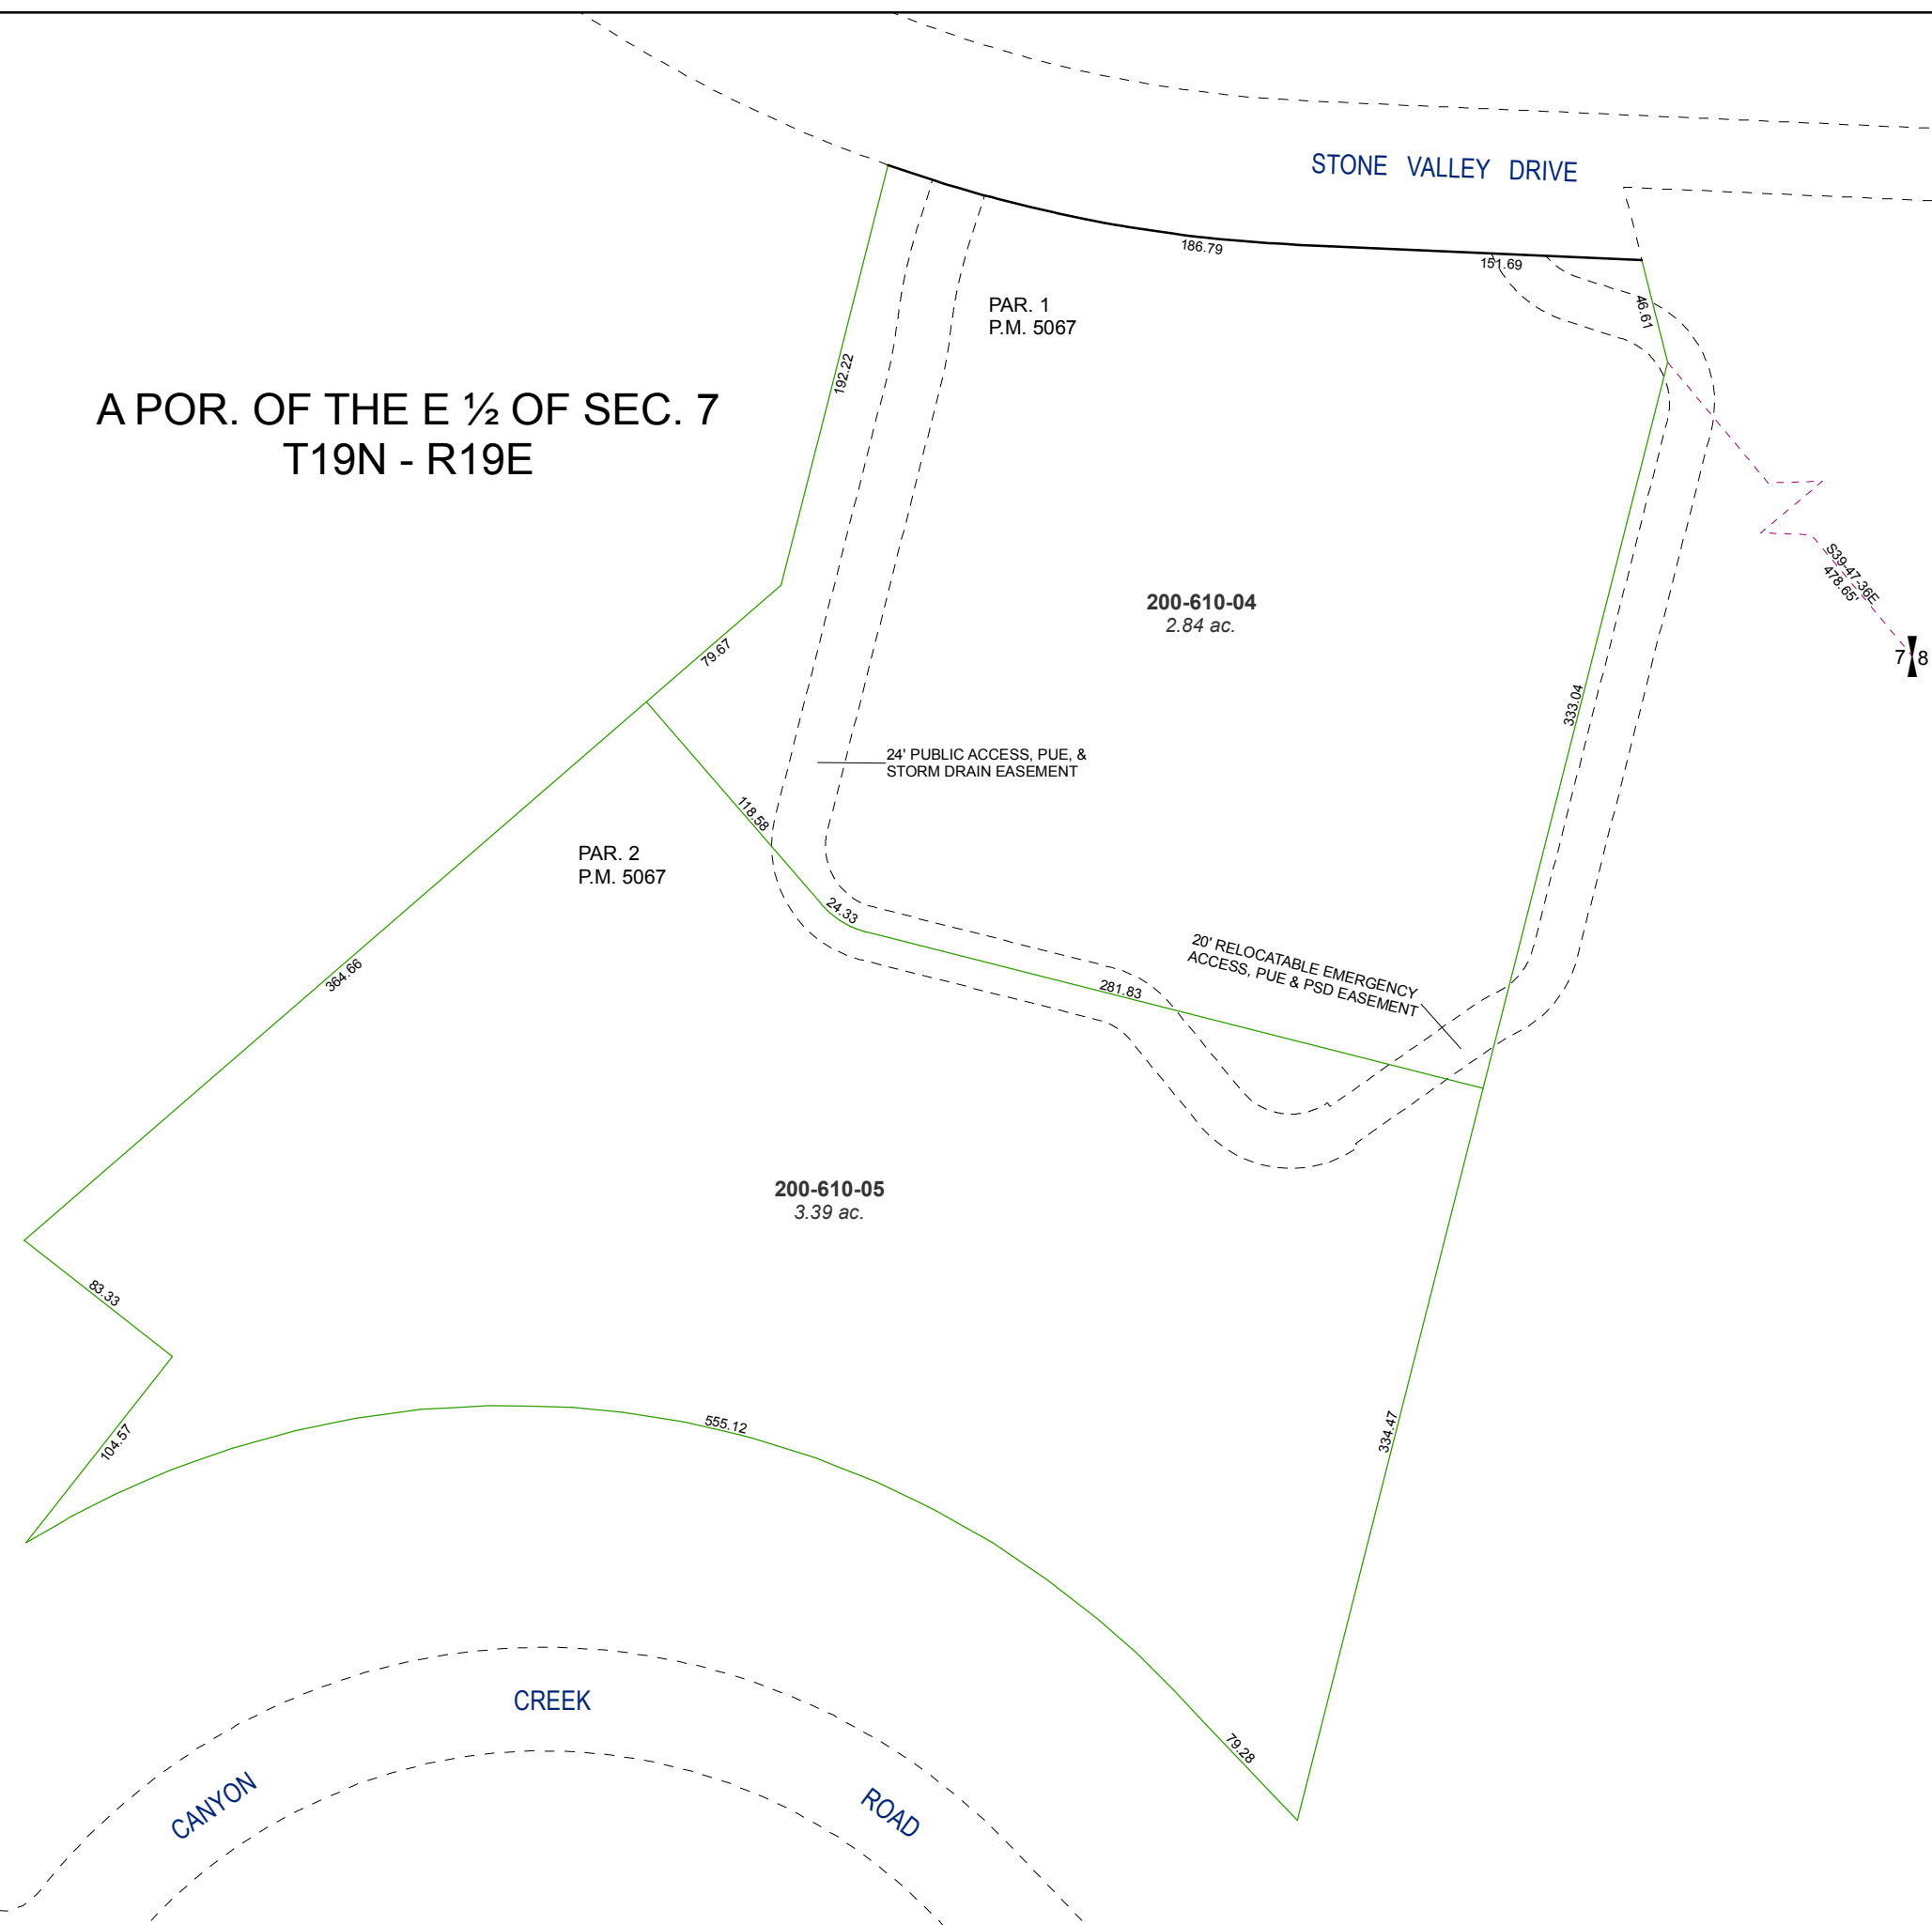 STONE VALLEY DRIVE
186.79
151.69
46.61
PAR. 1
P.M. 5067
192.22
A POR. OF THE E ½ OF SEC. 7
T19N - R19E
S39-47-36E
478.65'
200-610-04
2.84 ac.
7
8
79.67
333.04
24' PUBLIC ACCESS, PUE, &
STORM DRAIN EASEMENT
118.58
PAR. 2
P.M. 5067
24.33
20' RELOCATABLE EMERGENCY
ACCESS, PUE & PSD EASEMENT
364.66
281.83
200-610-05
3.39 ac.
83.33
104.57
555.12
334.47
79.28
CANYON
CREEK
ROAD